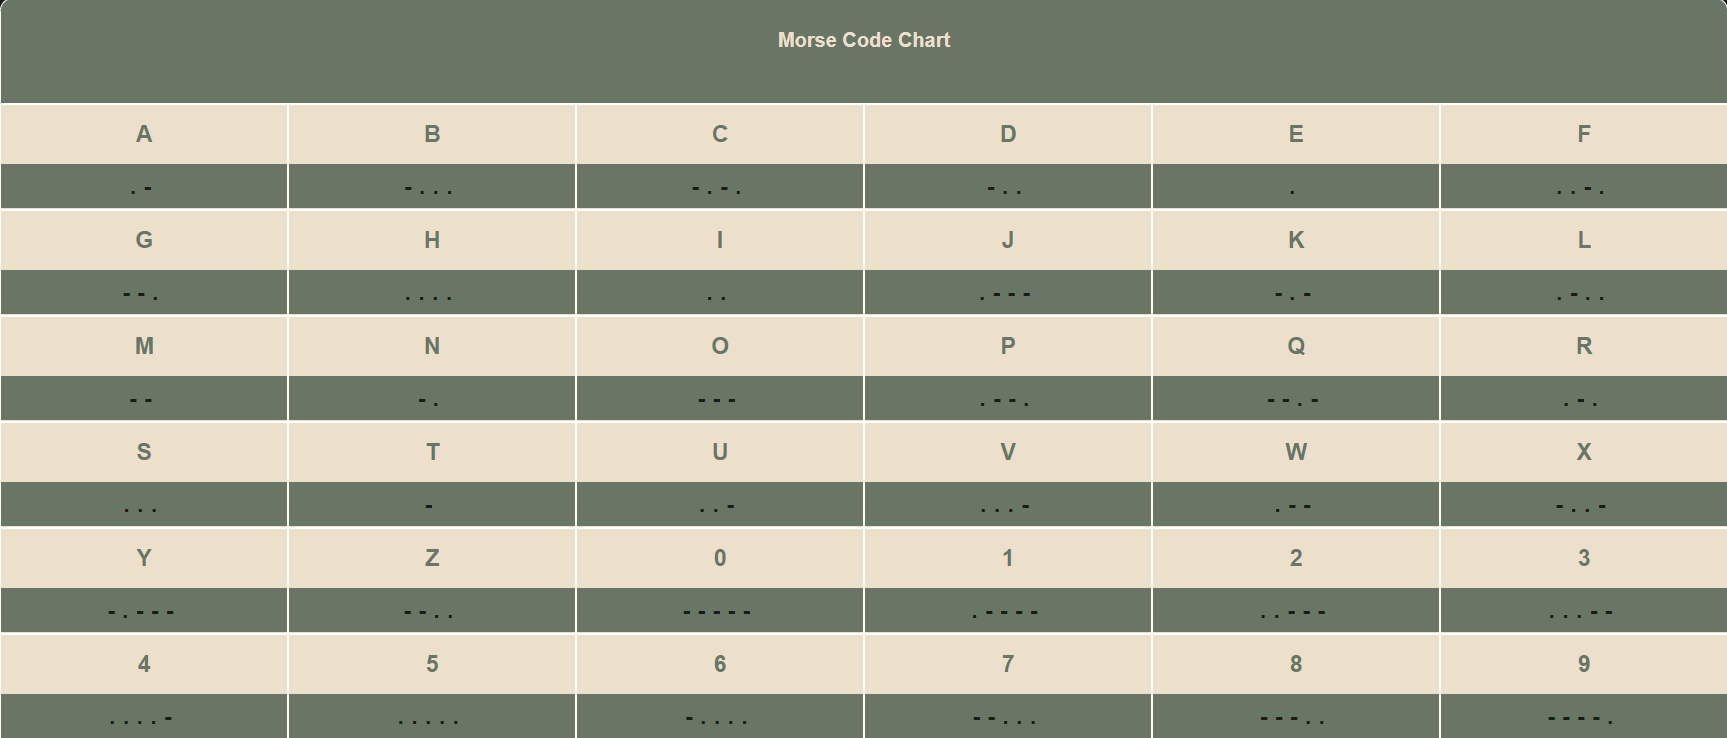 Morse Code Chart
A B C D E F
. - - . . . - . - . - . . . . . - .
G H I J K L
- - . . . . . . . . - - - - . - . - . .
M N O P Q R
- - - . - - - . - - . - - . - . - .
S T U V W X
. . . - . . - . . . - . - - - . . -
Y Z 0 1 2 3
- . - - - - - . . - - - - - . - - - - . . - - - . . . - -
4 5 6 7 8 9
. . . . - . . . . . - . . . . - - . . . - - - . . - - - - .